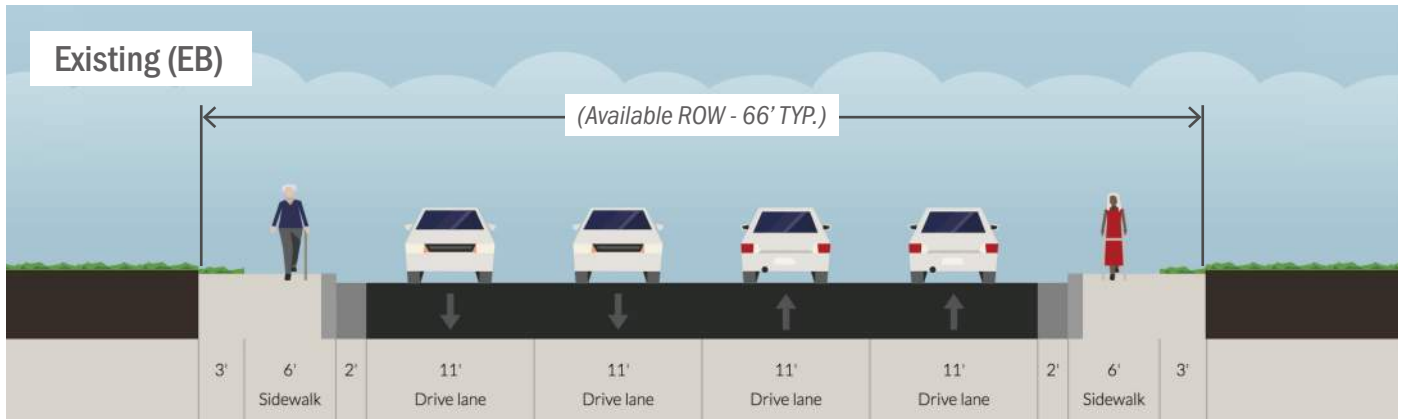 Existing (EB)
(Available ROW - 66' TYP.)
3' 6' 2' 11' 11' 11' 11' 2' 6' 3'
Sidewalk Drive lane Drive lane Drive lane Drive lane Sidewalk